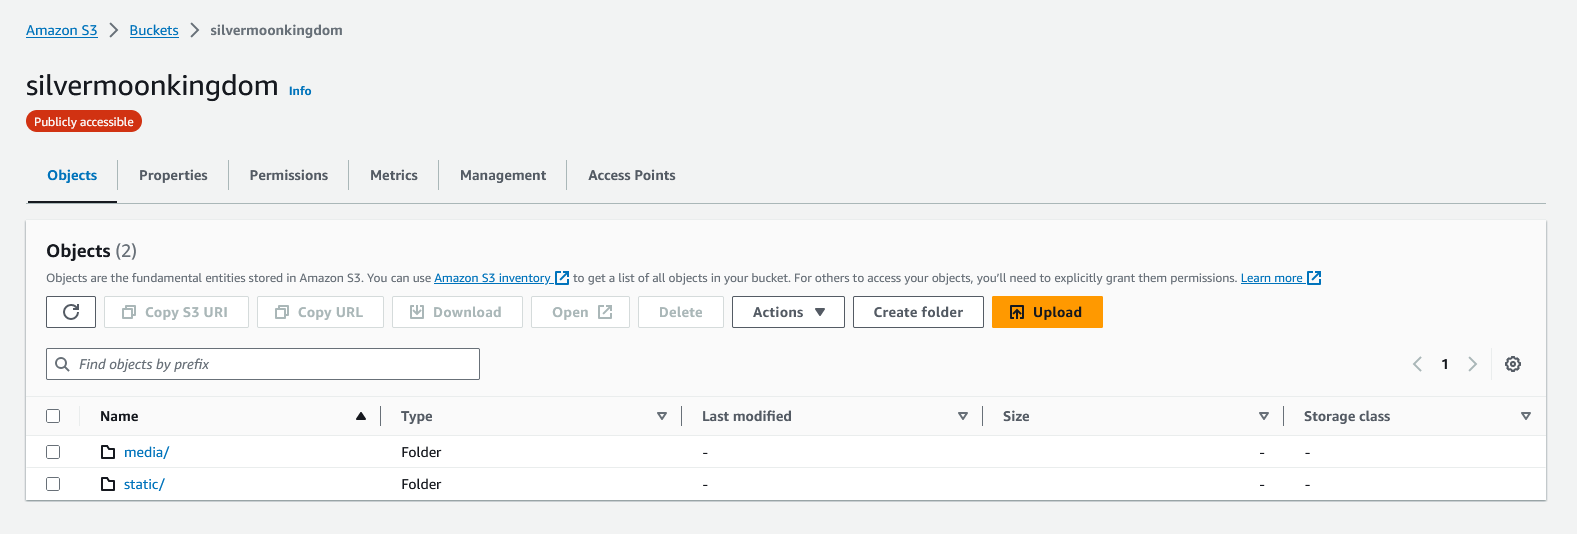 Amazon S3 > Buckets > silvermoonkingdom
silvermoonkingdom Info
Publicly accessible
Objects Properties Permissions Metrics Management Access Points
Objects (2)
Objects are the fundamental entities stored in Amazon S3. You can use Amazon S3 inventory to get a list of all objects in your bucket. For others to access your objects, you'll need to explicitly grant them permissions. Learn more
Copy S3 URI Copy URL Download Open Delete Actions Create folder Upload
Find objects by prefix 1
Name Type Last modified Size Storage class
media/ Folder - - -
static/ Folder - - -